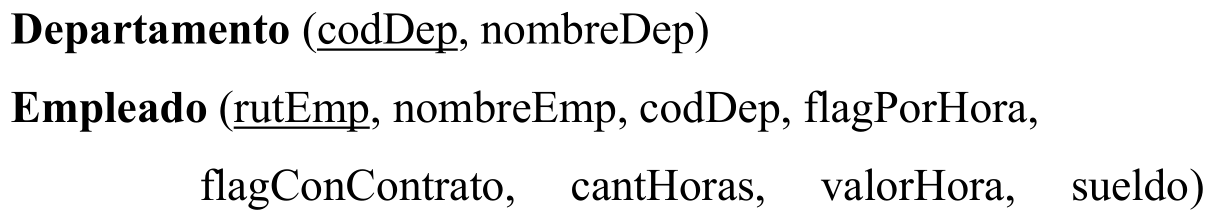 Departamento (codDep, nombreDep)
Empleado (rutEmp, nombreEmp, codDep, flagPorHora,
flagConContrato, cantHoras, valorHora, sueldo)